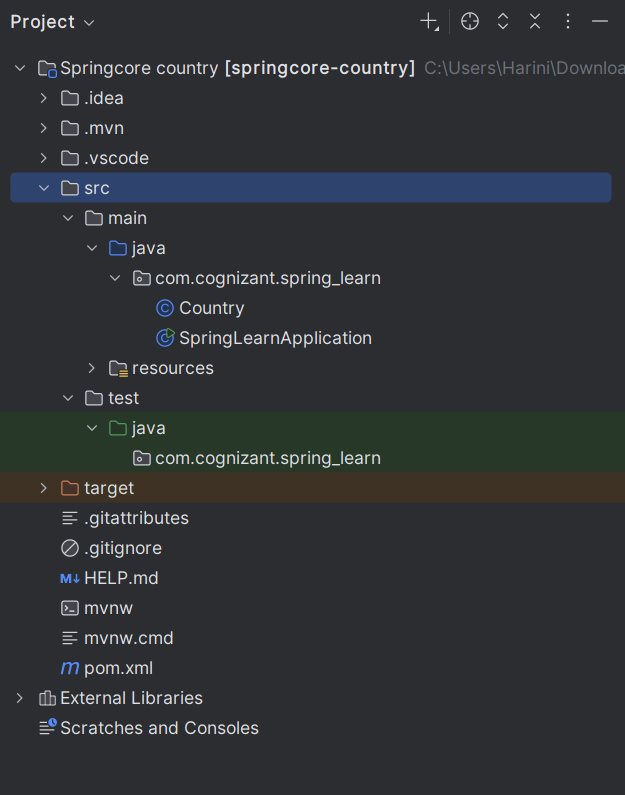 Project
Springcore country [springcore-country] C:\Users\Harini\Downloa
.idea
.mvn
.vscode
src
main
java
com.cognizant.spring_learn
Country
SpringLearnApplication
resources
test
java
com.cognizant.spring_learn
target
.gitattributes
.gitignore
HELP.md
mvnw
mvnw.cmd
pom.xml
External Libraries
Scratches and Consoles